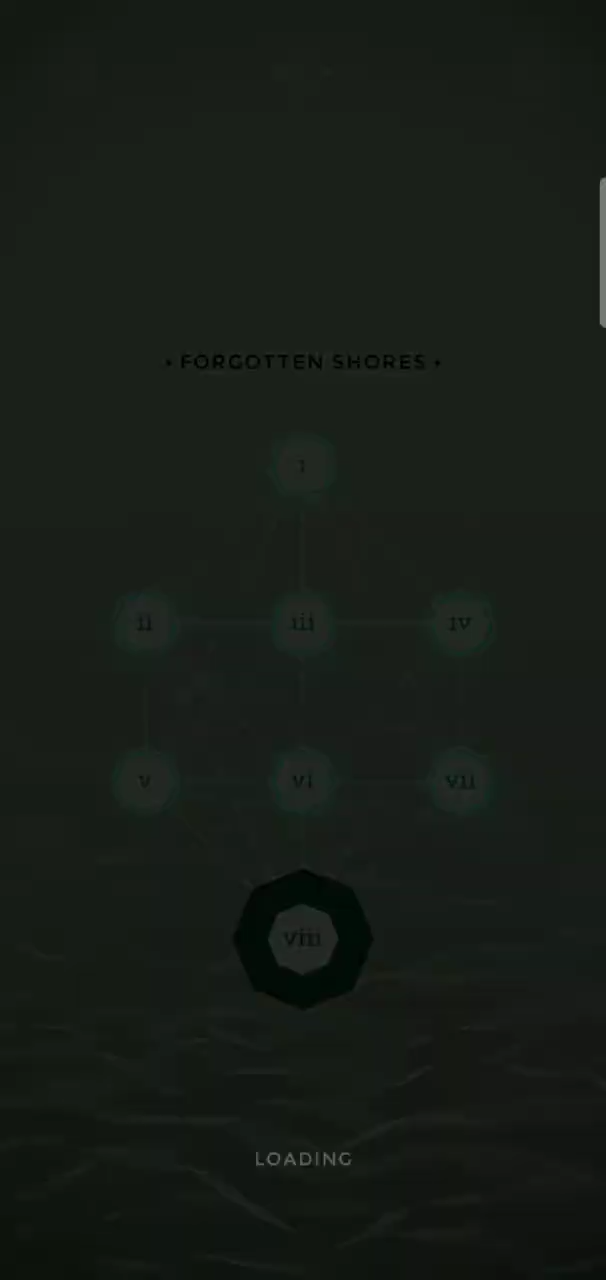 • FORGOTTEN SHORES •
i
ii iii iv
v vi vii
viii
LOADING